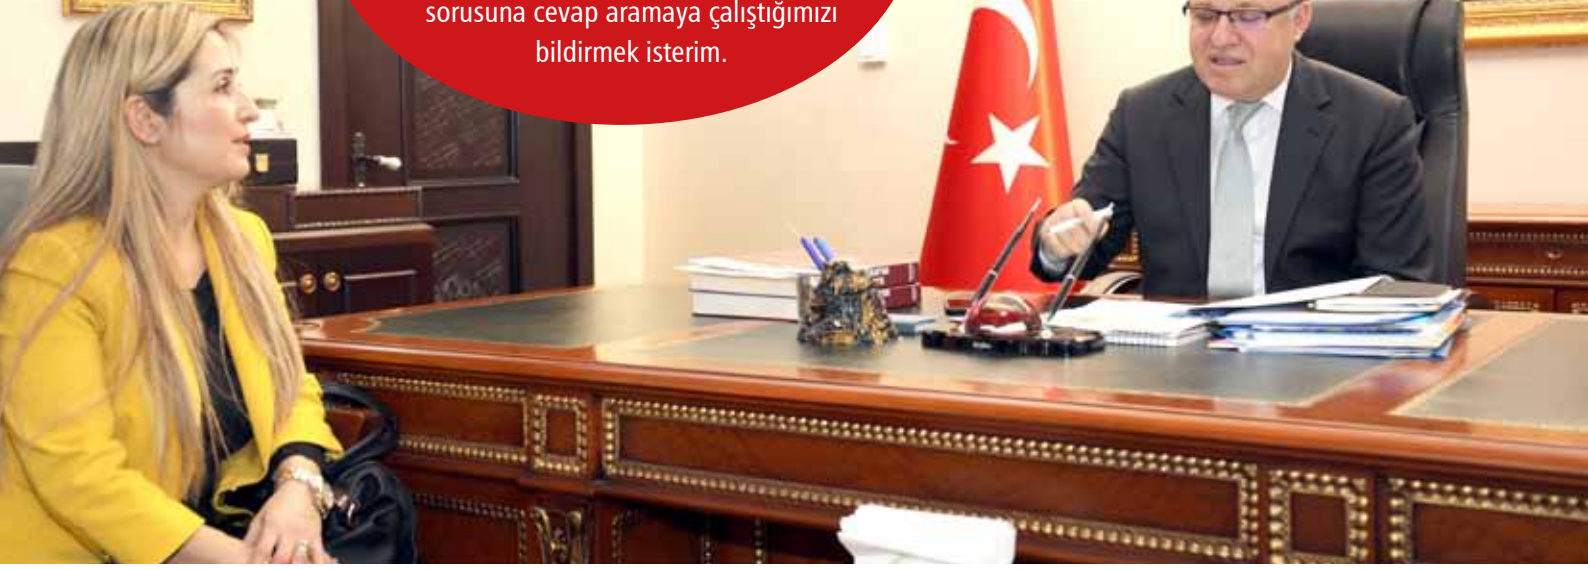 sorusuna cevap aramaya çalıştığımızı
bildirmek isterim.